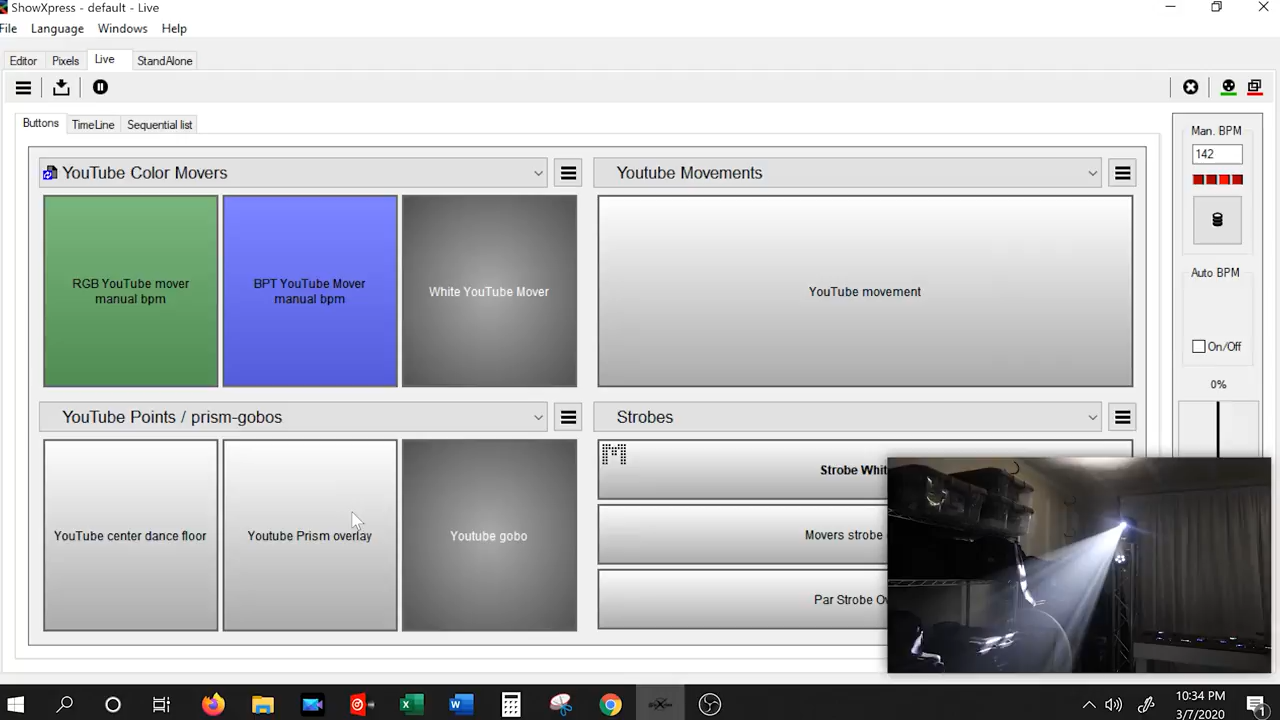 ShowXpress - default - Live
File Language Windows Help
Editor Pixels Live StandAlone
Buttons TimeLine Sequential list
Man. BPM
142
Auto BPM
On/Off
0%
YouTube Color Movers
RGB YouTube mover
manual bpm
BPT YouTube Mover
manual bpm
White YouTube Mover
Youtube Movements
YouTube movement
YouTube Points / prism-gobos
YouTube center dance floor
Youtube Prism overlay
Youtube gobo
Strobes
M
Strobe
Movers strobe
Par Strobe
10:34 PM
3/7/2020
1